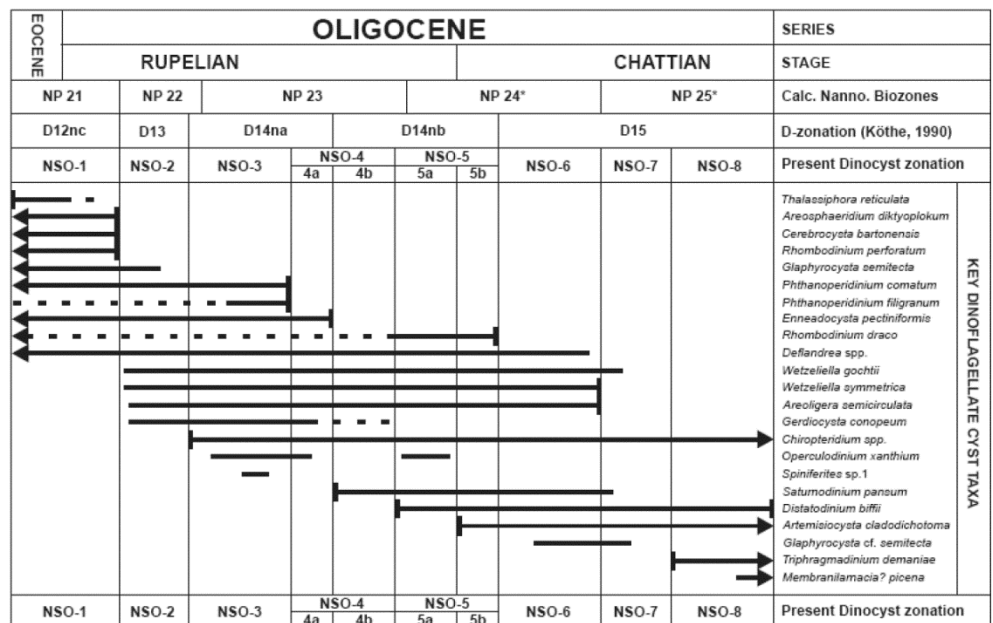 EOCENE
OLIGOCENE SERIES
RUPELIAN CHATTIAN STAGE
NP 21 NP 22 NP 23 NP 24* NP 25* Calc. Nanno. Biozones
D12nc D13 D14na D14nb D15 D-zonation (Köthe, 1990)
NSO-1 NSO-2 NSO-3 NSO-4 NSO-5 NSO-6 NSO-7 NSO-8 Present Dinocyst zonation
4a 4b 5a 5b
Thalassiphora reticulata
Areosphaeridium diktyoplokum
Cerebrocysta bartonensis
Rhombodinium perforatum
Glaphyrocysta semitecta
Phthanoperidinium comatum
Phthanoperidinium filigranum
Enneadocysta pectiniformis
Rhombodinium draco
Deflandrea spp.
Wetzeliella gochtii
Wetzeliella symmetrica
Areoligera semicirculata
Gerdiocysta conopeum
Chiropteridium spp.
Operculodinium xanthium
Spiniferites sp.1
Saturnodinium pansum
Distatodinium biffii
Artemisiocysta cladodichotoma
Glaphyrocysta cf. semitecta
Triphragmadinium demaniae
Membranilarnacia? picena
KEY DINOFLAGELLATE CYST TAXA
NSO-1 NSO-2 NSO-3 NSO-4 NSO-5 NSO-6 NSO-7 NSO-8 Present Dinocyst zonation
4a 4b 5a 5b